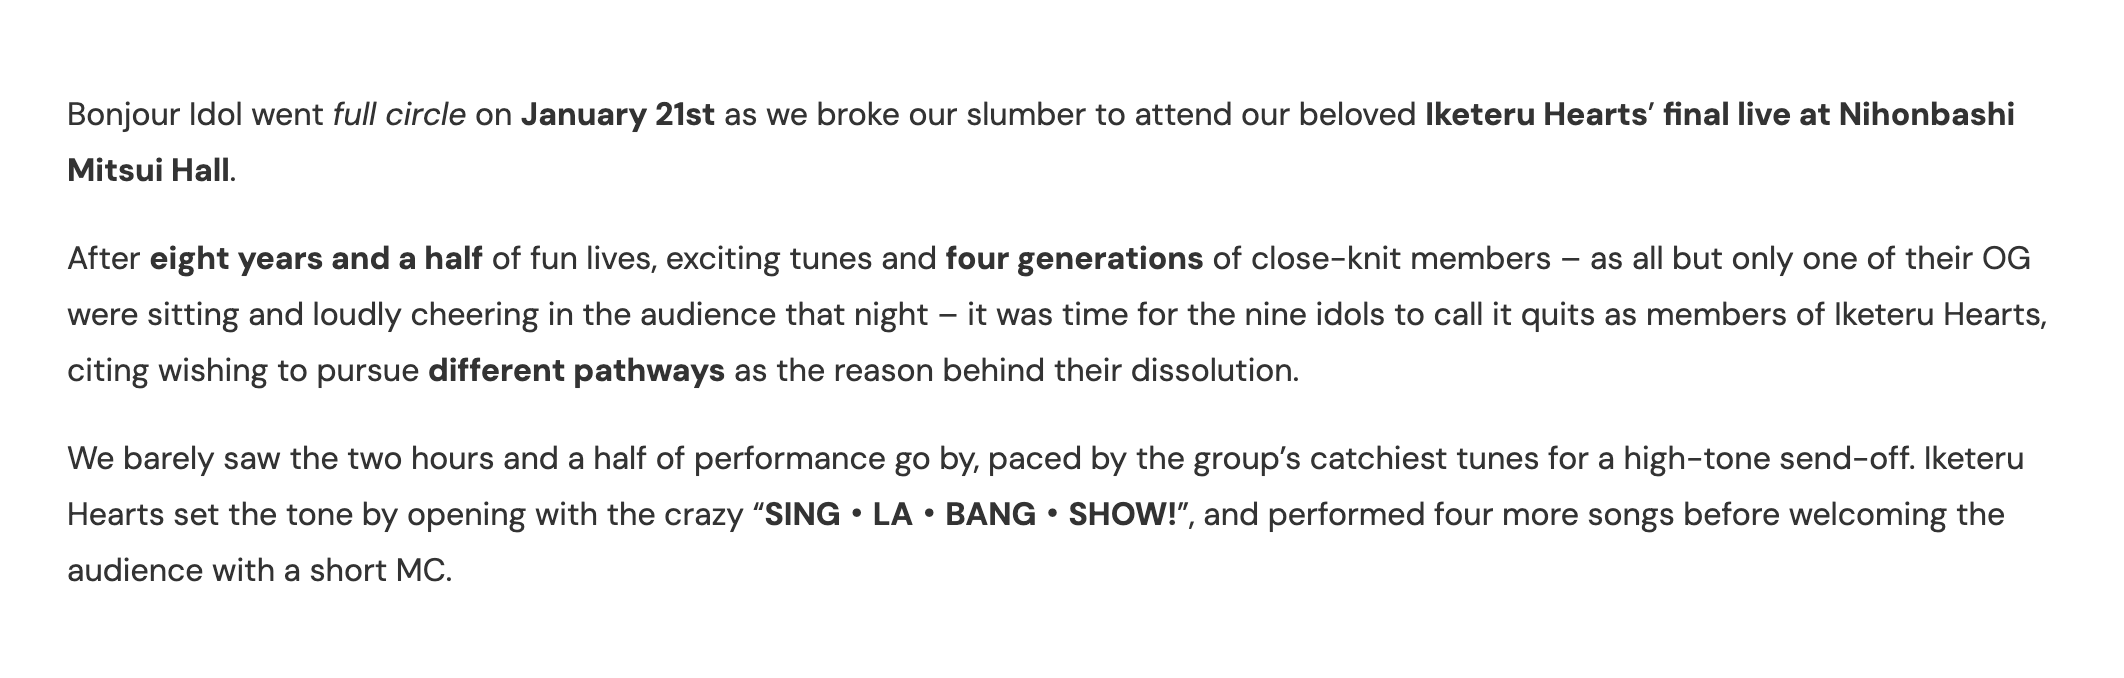 Bonjour Idol went full circle on January 21st as we broke our slumber to attend our beloved Iketeru Hearts’ final live at Nihonbashi
Mitsui Hall.
After eight years and a half of fun lives, exciting tunes and four generations of close-knit members – as all but only one of their OG
were sitting and loudly cheering in the audience that night – it was time for the nine idols to call it quits as members of Iketeru Hearts,
citing wishing to pursue different pathways as the reason behind their dissolution.
We barely saw the two hours and a half of performance go by, paced by the group’s catchiest tunes for a high-tone send-off. Iketeru
Hearts set the tone by opening with the crazy “SING・LA・BANG・SHOW!”, and performed four more songs before welcoming the
audience with a short MC.